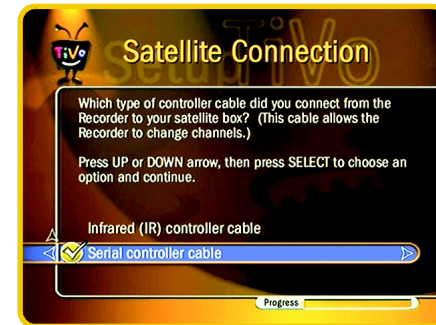 TiVo
Satellite Connection
Setup TiVo
Which type of controller cable did you connect from the
Recorder to your satellite box? (This cable allows the
Recorder to change channels.)
Press UP or DOWN arrow, then press SELECT to choose an
option and continue.
Infrared (IR) controller cable
Serial controller cable
Progress